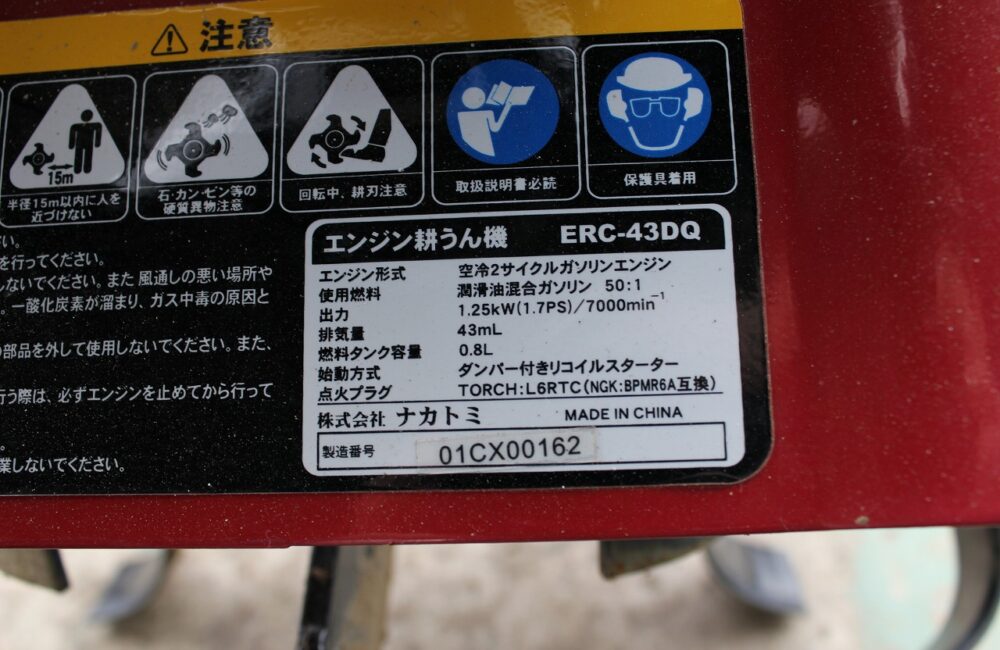 注意
15m
半径15m以内に人を
近づけない
石・カン・ビン等の
硬質異物注意
回転中、耕刃注意
取扱説明書必読
保護具着用
い。
を行ってください。
しないでください。また 風通しの悪い場所や
。一酸化炭素が溜まり、ガス中毒の原因と
部品を外して使用しないでください。また、
行う際は、必ずエンジンを止めてから行って
。
業しないでください。
エンジン耕うん機 ERC-43DQ
エンジン形式 空冷2サイクルガソリンエンジン
使用燃料 潤滑油混合ガソリン 50:1
出力 1.25kW(1.7PS)/7000min⁻¹
排気量 43mL
燃料タンク容量 0.8L
始動方式 ダンパー付きリコイルスターター
点火プラグ TORCH:L6RTC(NGK:BPMR6A互換)
株式会社 ナカトミ MADE IN CHINA
製造番号 01CX00162